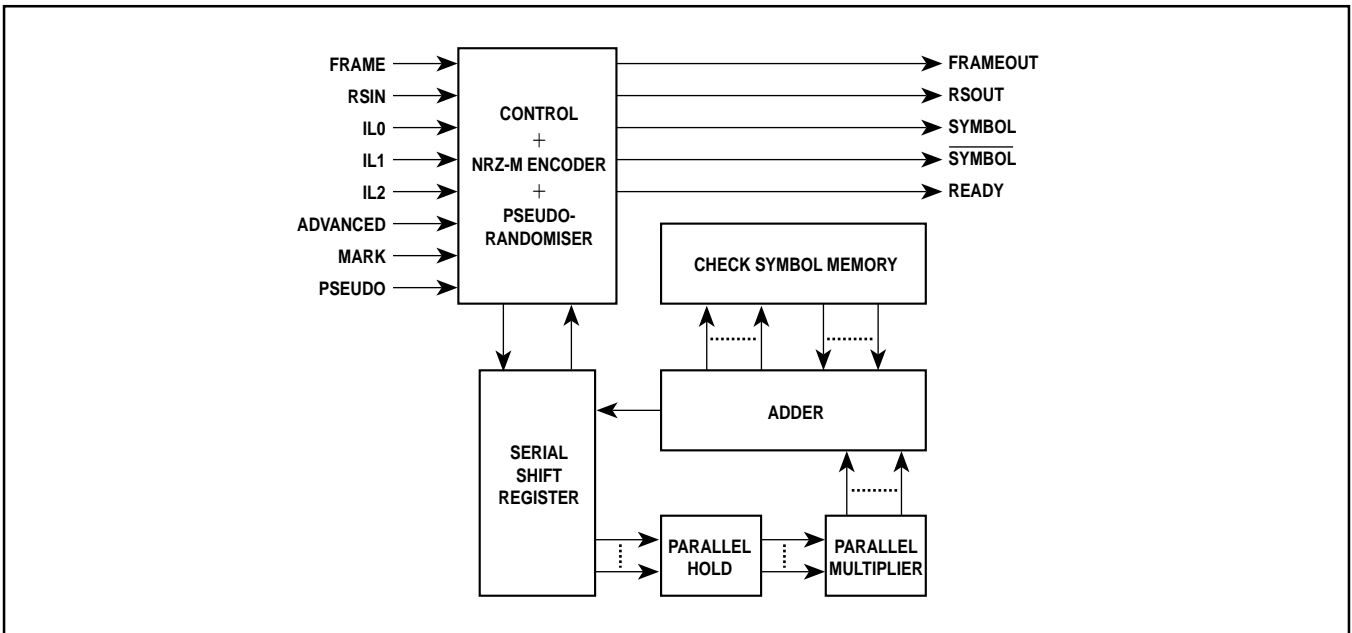 FRAME
RSIN
IL0
IL1
IL2
ADVANCED
MARK
PSEUDO
CONTROL
+
NRZ-M ENCODER
+
PSEUDO-
RANDOMISER
FRAMEOUT
RSOUT
SYMBOL
S̅Y̅M̅B̅O̅L̅
READY
CHECK SYMBOL MEMORY
ADDER
SERIAL
SHIFT
REGISTER
PARALLEL
HOLD
PARALLEL
MULTIPLIER